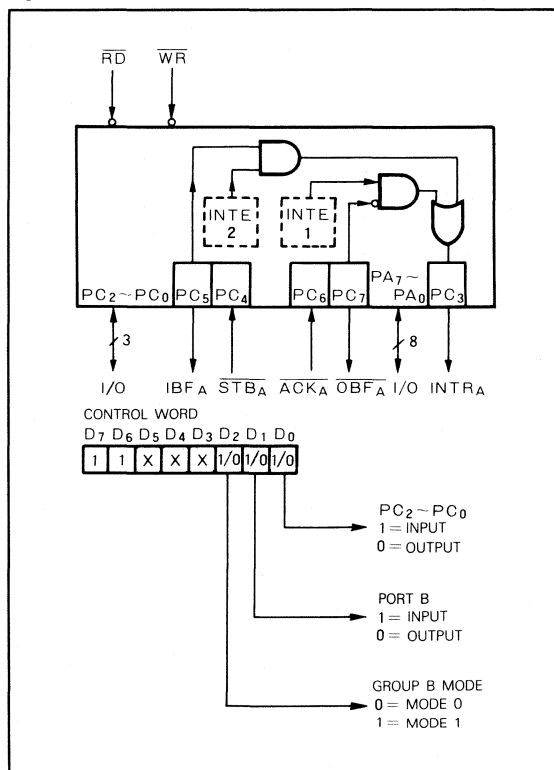 RD WR
INTE 2 INTE 1
PC2~PC0 PC5 PC4 PC6 PC7 PA7~PA0 PC3
3 8
I/O IBFA STBA ACKA OBFA I/O INTRA
CONTROL WORD
D7 D6 D5 D4 D3 D2 D1 D0
1 1 X X X 1/0 1/0 1/0
PC2~PC0
1=INPUT
0=OUTPUT
PORT B
1=INPUT
0=OUTPUT
GROUP B MODE
0=MODE 0
1=MODE 1